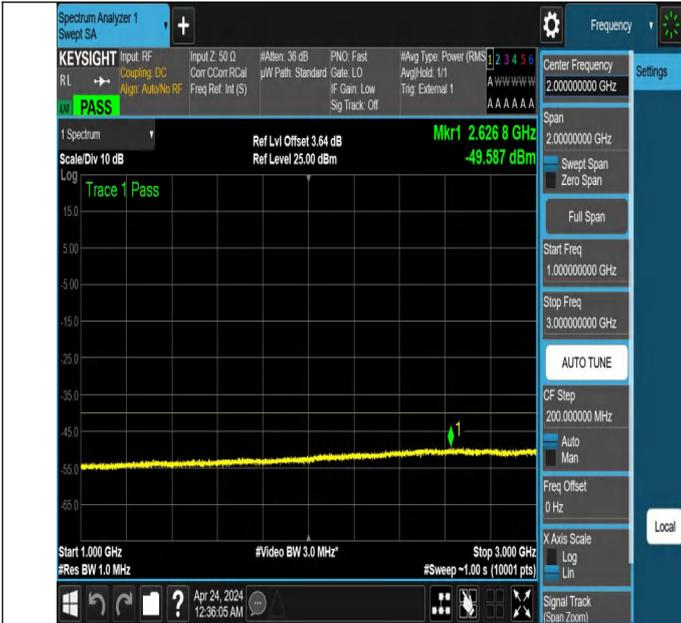 Spectrum Analyzer 1
Swept SA
+
Frequency
KEYSIGHT
RL
PASS
Input: RF
Coupling: DC
Align: Auto/No RF
Input Z: 50 Ω
Corr CCorr RCal
Freq Ref: Int (S)
#Atten: 36 dB
µW Path: Standard
PNO: Fast
Gate: LO
IF Gain: Low
Sig Track: Off
#Avg Type: Power (RMS
Avg|Hold: 1/1
Trig: External 1
1 2 3 4 5 6
A W W W W W
A A A A A A
1 Spectrum
Scale/Div 10 dB
Ref Lvl Offset 3.64 dB
Ref Level 25.00 dBm
Mkr1 2.626 8 GHz
-49.587 dBm
Log
Trace 1 Pass
15.0
5.00
-5.00
-15.0
-25.0
-35.0
-45.0
-55.0
-65.0
1
Start 1.000 GHz
#Res BW 1.0 MHz
#Video BW 3.0 MHz*
Stop 3.000 GHz
#Sweep ~1.00 s (10001 pts)
?
Apr 24, 2024
12:36:05 AM
Center Frequency
2.000000000 GHz
Span
2.00000000 GHz
Swept Span
Zero Span
Full Span
Start Freq
1.000000000 GHz
Stop Freq
3.000000000 GHz
AUTO TUNE
CF Step
200.000000 MHz
Auto
Man
Freq Offset
0 Hz
X Axis Scale
Log
Lin
Signal Track
(Span Zoom)
Settings
Local